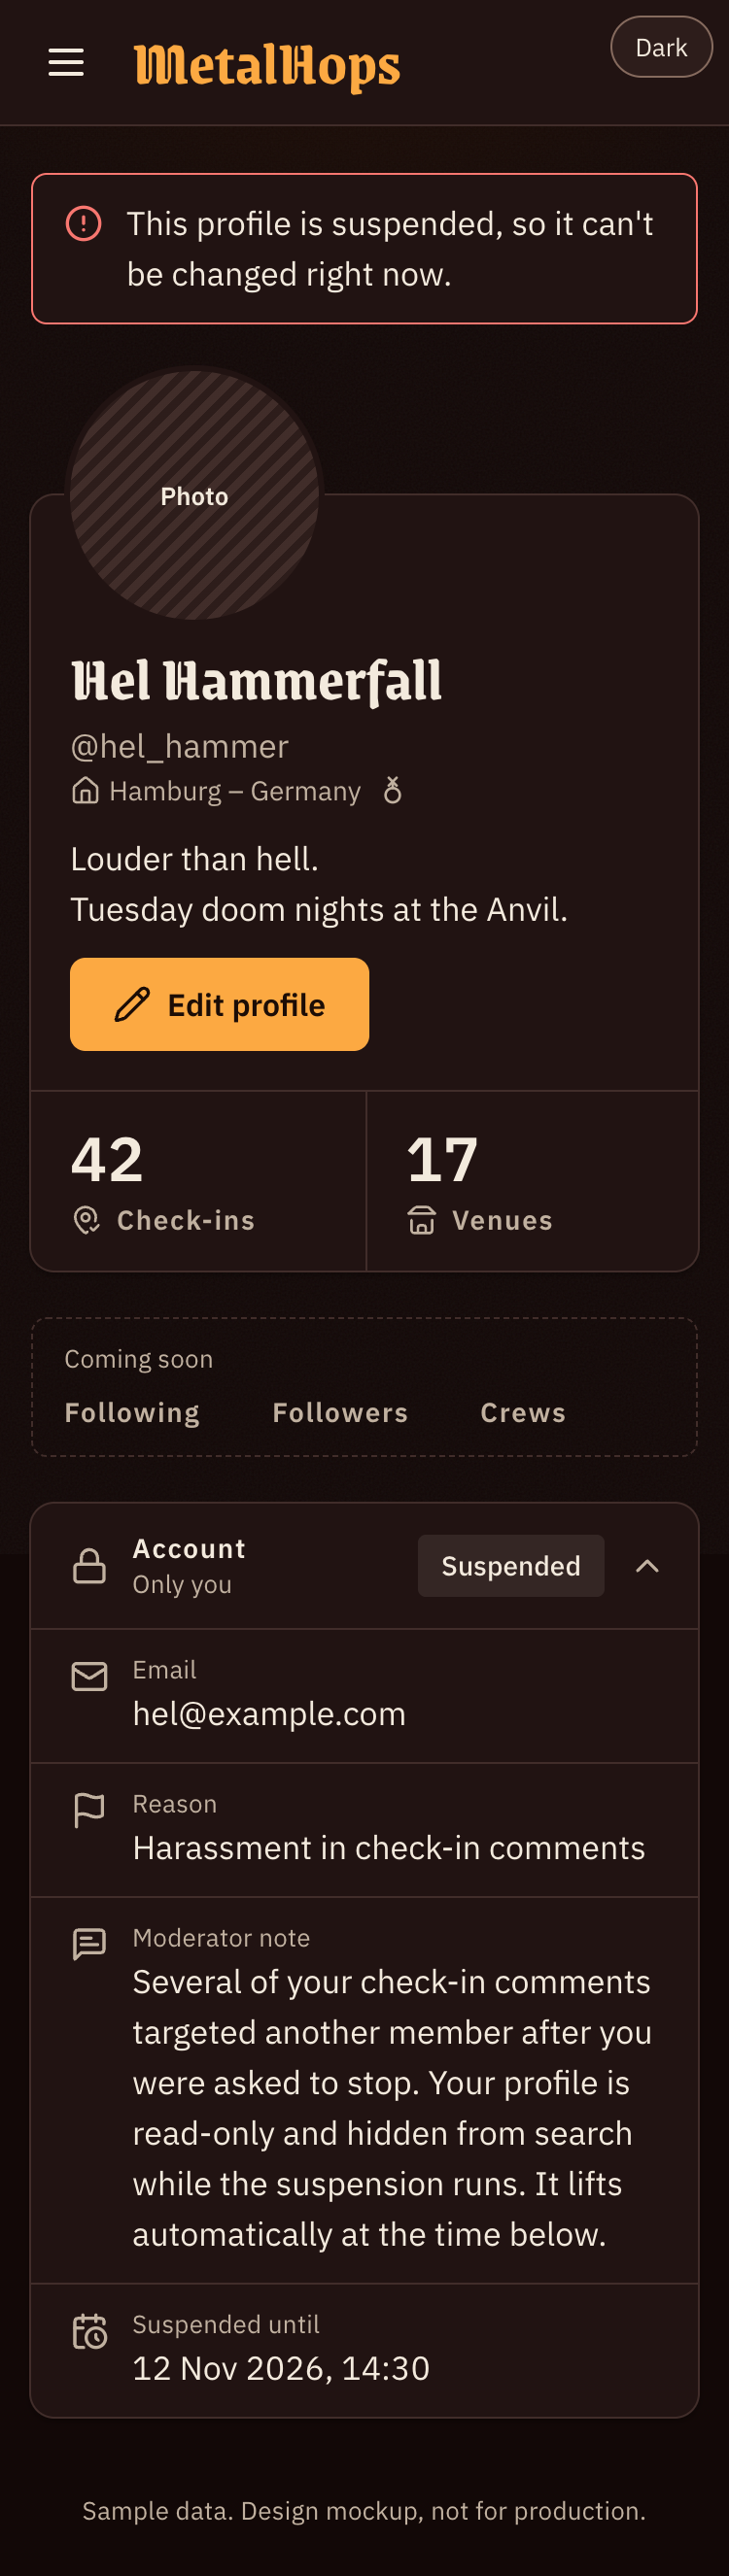 MetalHops
Dark
This profile is suspended, so it can't
be changed right now.
Photo
Hel Hammerfall
@hel_hammer
Hamburg – Germany
Louder than hell.
Tuesday doom nights at the Anvil.
Edit profile
42
Check-ins
17
Venues
Coming soon
Following Followers Crews
Account
Only you
Suspended
Email
hel@example.com
Reason
Harassment in check-in comments
Moderator note
Several of your check-in comments
targeted another member after you
were asked to stop. Your profile is
read-only and hidden from search
while the suspension runs. It lifts
automatically at the time below.
Suspended until
12 Nov 2026, 14:30
Sample data. Design mockup, not for production.